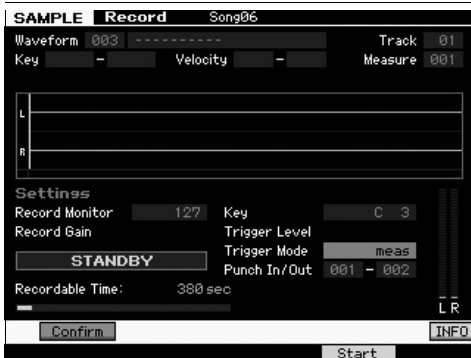 SAMPLE Record Song06
Waveform 003 ---------- Track 01
Key – Velocity – Measure 001
L
R
Settings
Record Monitor 127 Key C 3
Record Gain Trigger Level
Trigger Mode meas
STANDBY
Punch In/Out 001 – 002
Recordable Time: 380 sec
L R
Confirm INFO
Start